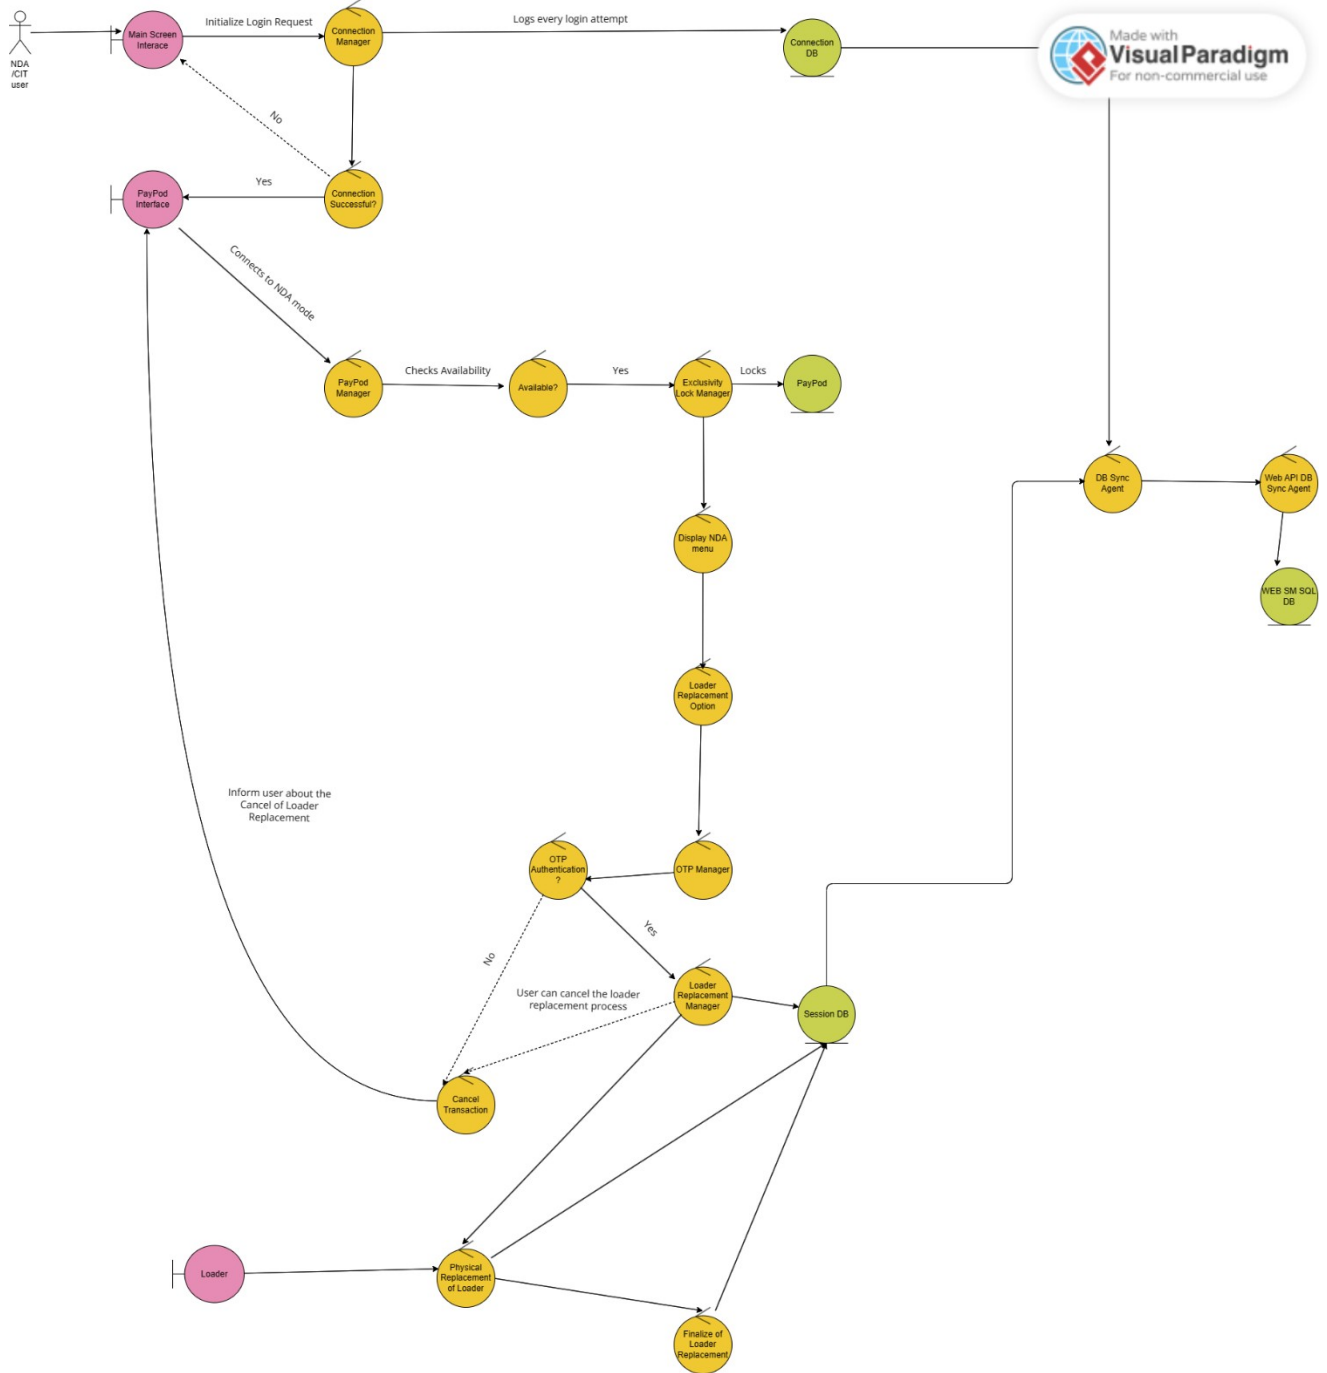 NDA
/CIT
user
Main Screen
Interace
Initialize Login Request
Connection
Manager
Logs every login attempt
Connection
DB
Made with
Visual Paradigm
For non-commercial use
No
PayPod
Interface
Yes
Connection
Successful?
Connects to NDA mode
PayPod
Manager
Checks Availability
Available?
Yes
Exclusivity
Lock Manager
Locks
PayPod
DB Sync
Agent
Web API DB
Sync Agent
Display NDA
menu
WEB SM SQL
DB
Loader
Replacement
Option
Inform user about the
Cancel of Loader
Replacement
OTP
Authentication
?
OTP Manager
Yes
No
User can cancel the loader
replacement process
Loader
Replacement
Manager
Session DB
Cancel
Transaction
Loader
Physical
Replacement
of Loader
Finalize of
Loader
Replacement